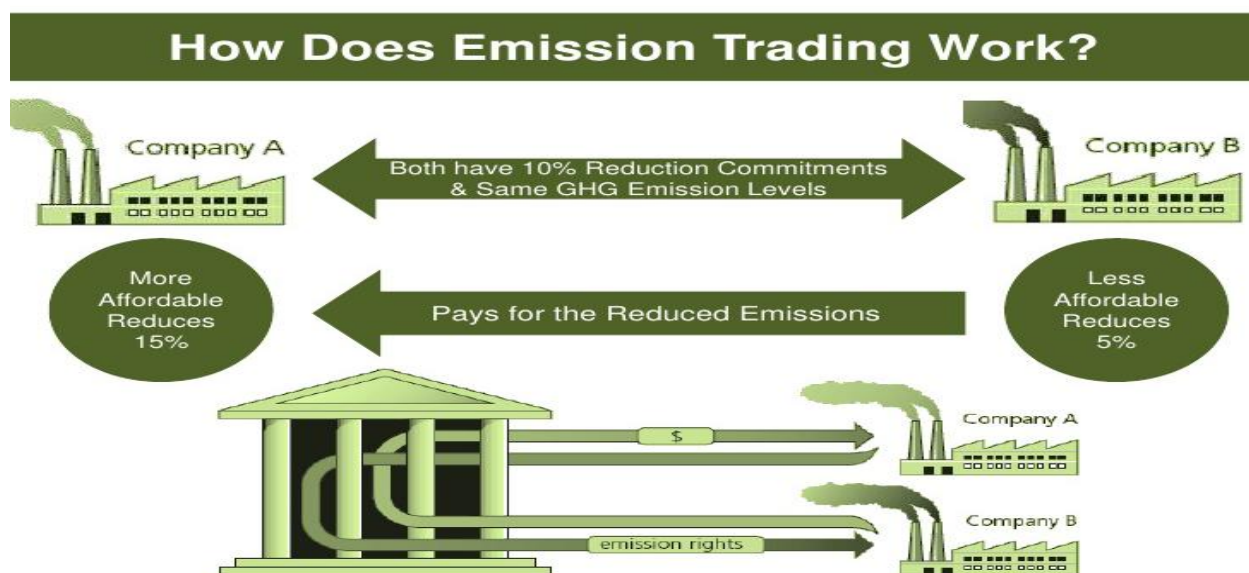 How Does Emission Trading Work?
Company A
Company B
Both have 10% Reduction Commitments
& Same GHG Emission Levels
More
Affordable
Reduces
15%
Pays for the Reduced Emissions
Less
Affordable
Reduces
5%
$
Company A
Company B
emission rights